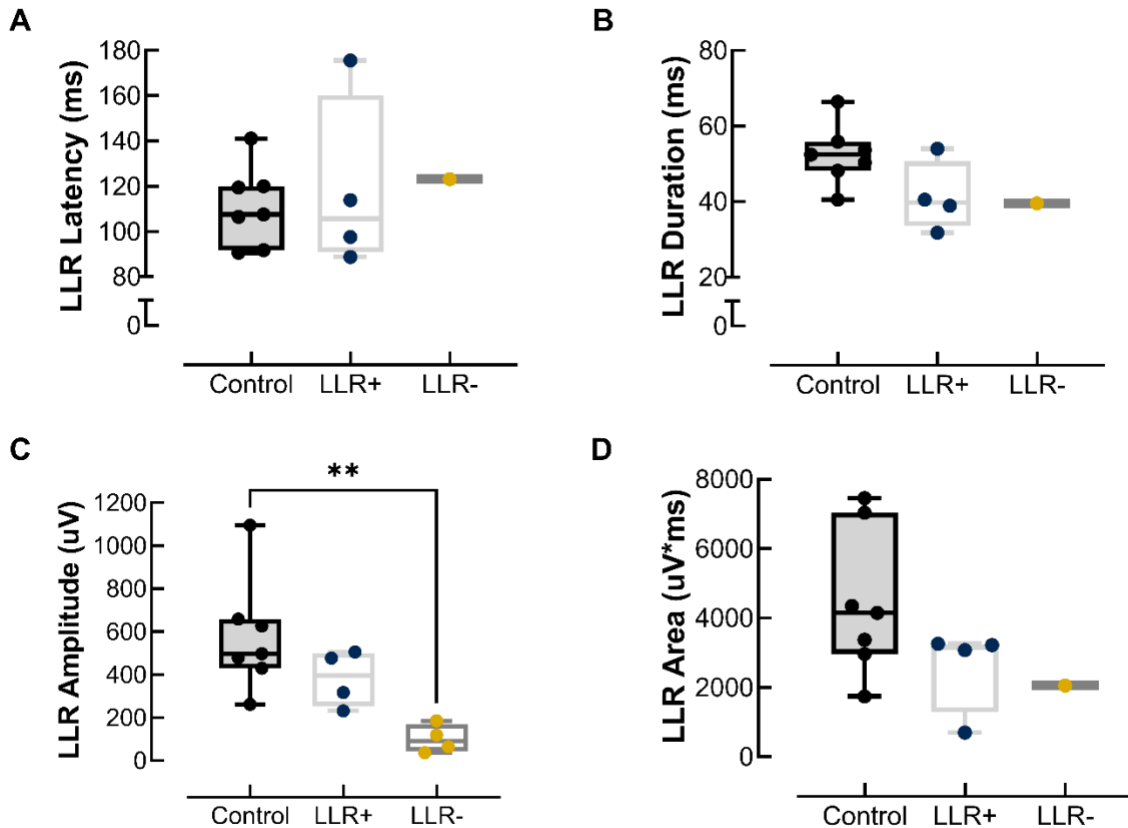 A
LLR Latency (ms)
180
160
140
120
100
80
0
Control LLR+ LLR-
B
LLR Duration (ms)
80
60
40
20
0
Control LLR+ LLR-
C
LLR Amplitude (uV)
1200
1000
800
600
400
200
0
**
Control LLR+ LLR-
D
LLR Area (uV*ms)
8000
6000
4000
2000
0
Control LLR+ LLR-